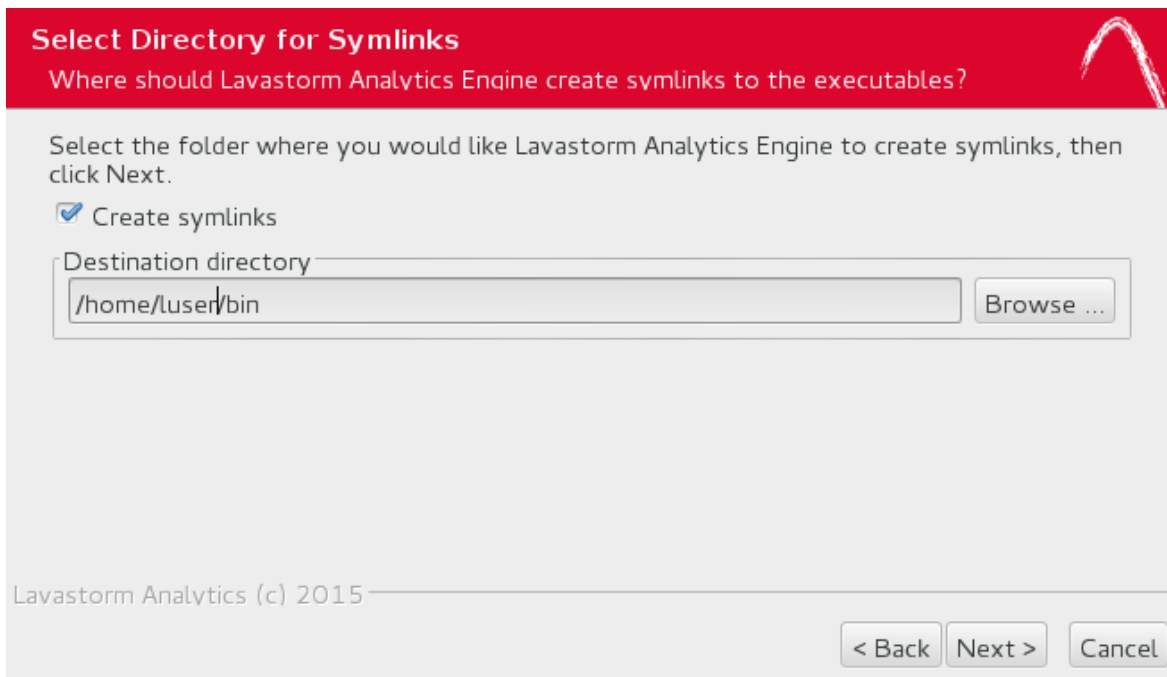 Select Directory for Symlinks
Where should Lavastorm Analytics Engine create symlinks to the executables?
Select the folder where you would like Lavastorm Analytics Engine to create symlinks, then
click Next.
Create symlinks
Destination directory
/home/luser/bin
Browse ...
Lavastorm Analytics (c) 2015
< Back
Next >
Cancel